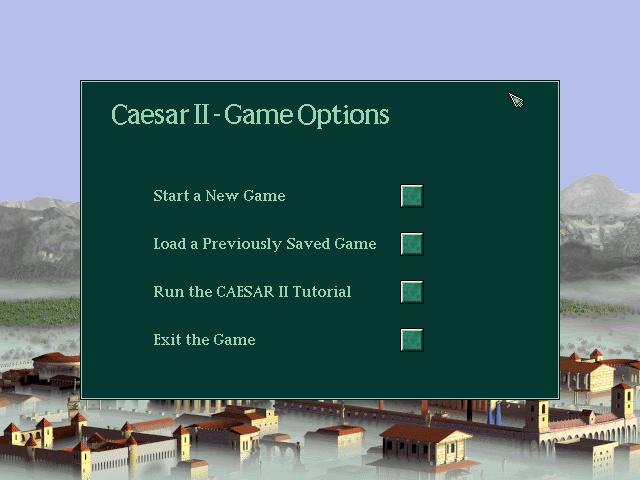 Caesar II - Game Options
Start a New Game
Load a Previously Saved Game
Run the CAESAR II Tutorial
Exit the Game